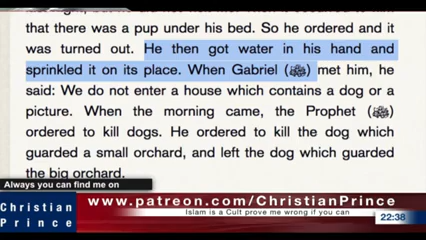 that there was a pup under his bed. So he ordered and it
was turned out. He then got water in his hand and
sprinkled it on its place. When Gabriel (ﷺ) met him, he
said: We do not enter a house which contains a dog or a
picture. When the morning came, the Prophet (ﷺ)
ordered to kill dogs. He ordered to kill the dog which
guarded a small orchard, and left the dog which guarded
the big orchard.
Always you can find me on
Christian
Prince
www.patreon.com/ChristianPrince
Islam is a Cult prove me wrong if you can
22:38